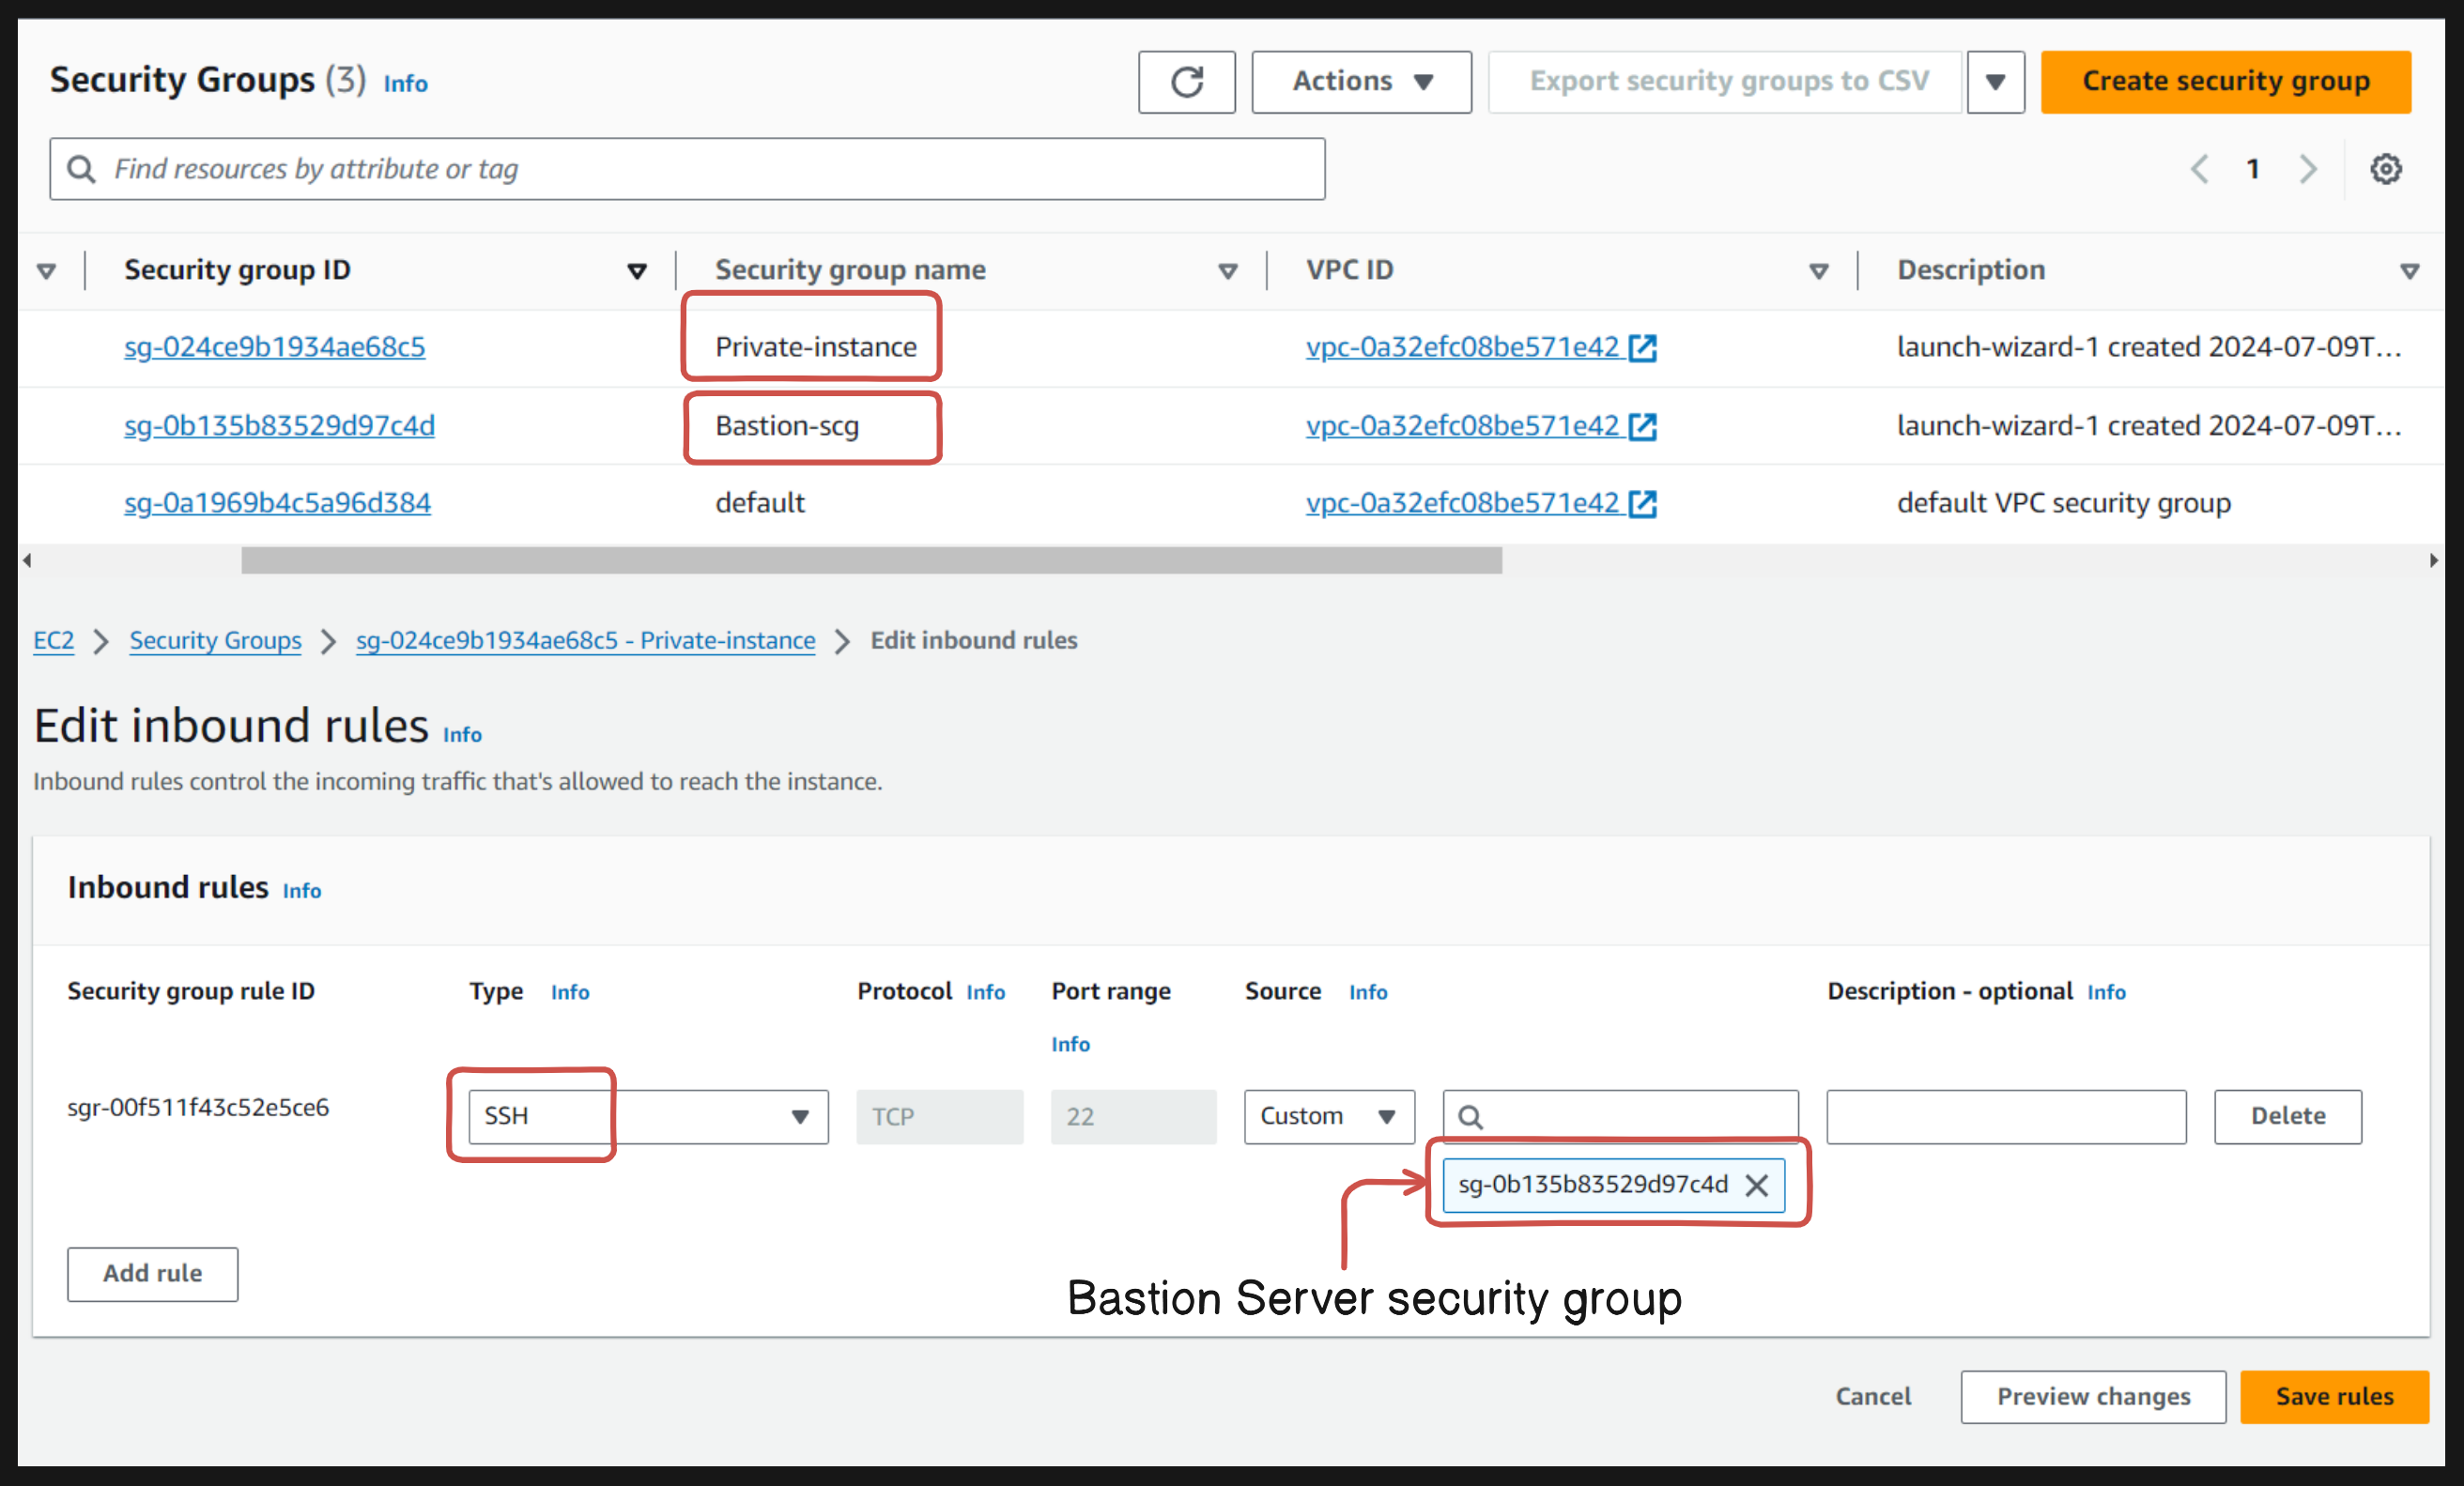 Security Groups (3) Info
Actions
Export security groups to CSV
Create security group
Find resources by attribute or tag
1
Security group ID Security group name VPC ID Description
sg-024ce9b1934ae68c5 Private-instance vpc-0a32efc08be571e42 launch-wizard-1 created 2024-07-09T...
sg-0b135b83529d97c4d Bastion-scg vpc-0a32efc08be571e42 launch-wizard-1 created 2024-07-09T...
sg-0a1969b4c5a96d384 default vpc-0a32efc08be571e42 default VPC security group
EC2 Security Groups sg-024ce9b1934ae68c5 - Private-instance Edit inbound rules
Edit inbound rules Info
Inbound rules control the incoming traffic that's allowed to reach the instance.
Inbound rules Info
Security group rule ID Type Info Protocol Info Port range Source Info Description - optional Info
Info
sgr-00f511f43c52e5ce6 SSH TCP 22 Custom Delete
sg-0b135b83529d97c4d
Add rule
Bastion Server security group
Cancel Preview changes Save rules